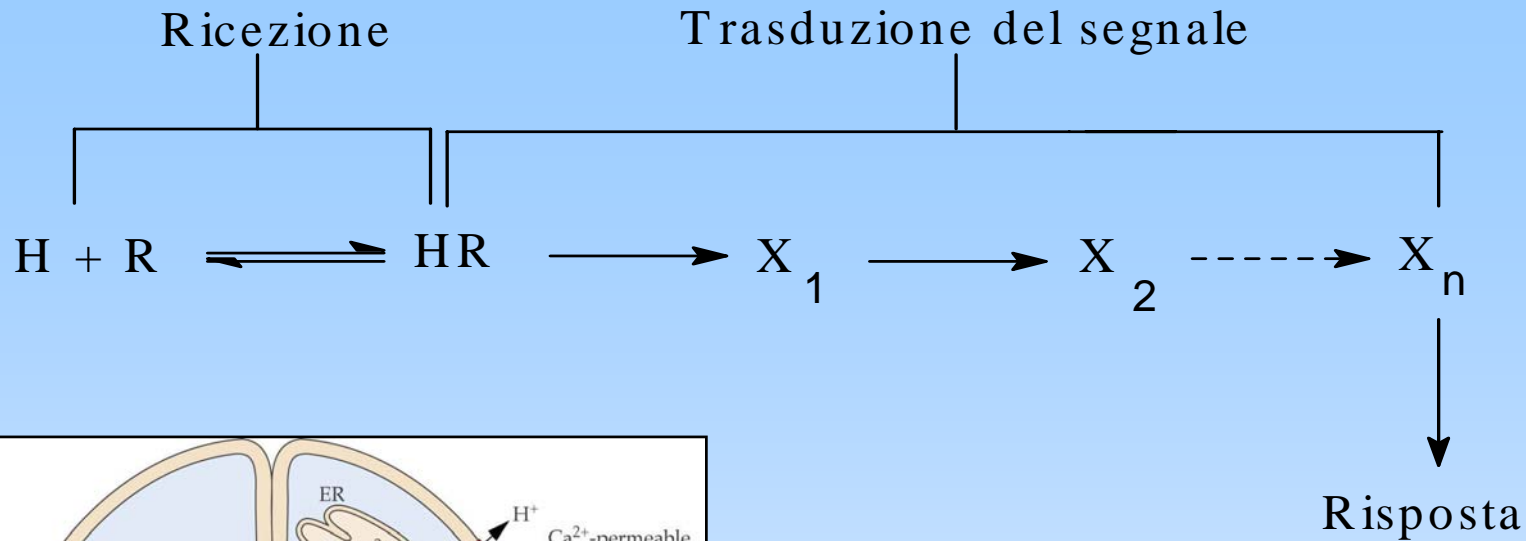 Ricezione
Trasduzione del segnale
H + R ⇌ HR → X1 → X2 ⇢ Xn
Risposta
ER
H+
Ca2+-permeable